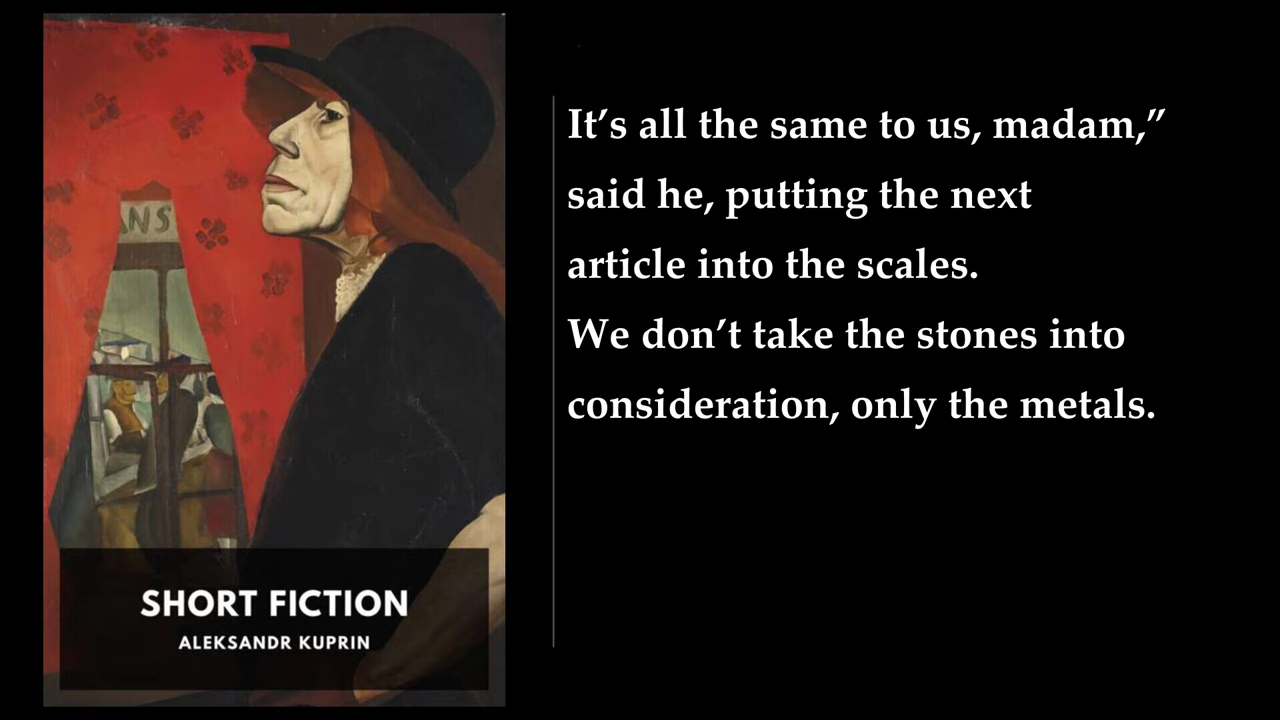 ANS
SHORT FICTION
ALEKSANDR KUPRIN
It’s all the same to us, madam,”
said he, putting the next
article into the scales.
We don’t take the stones into
consideration, only the metals.